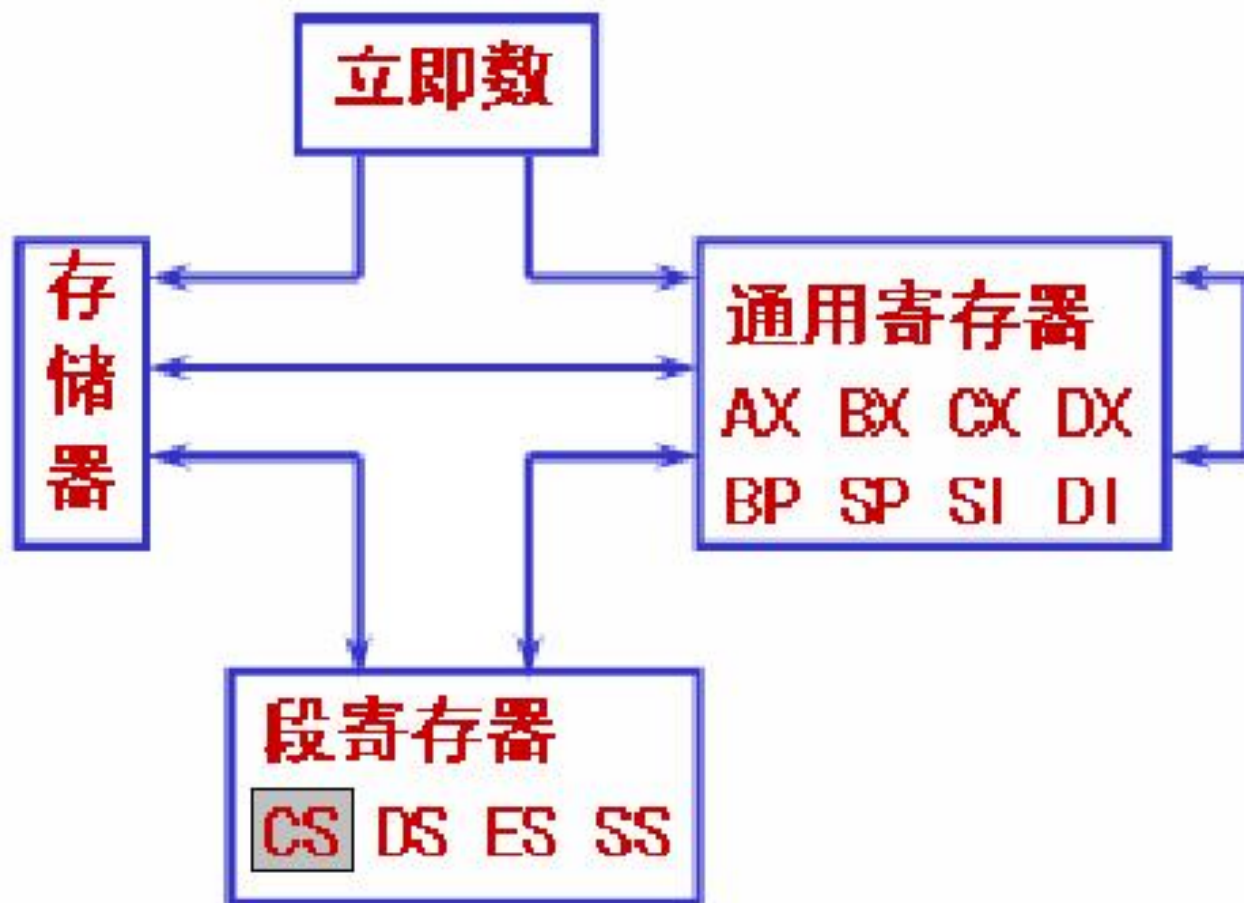 立即数
存储器
通用寄存器
AX BX CX DX
BP SP SI DI
段寄存器
CS DS ES SS